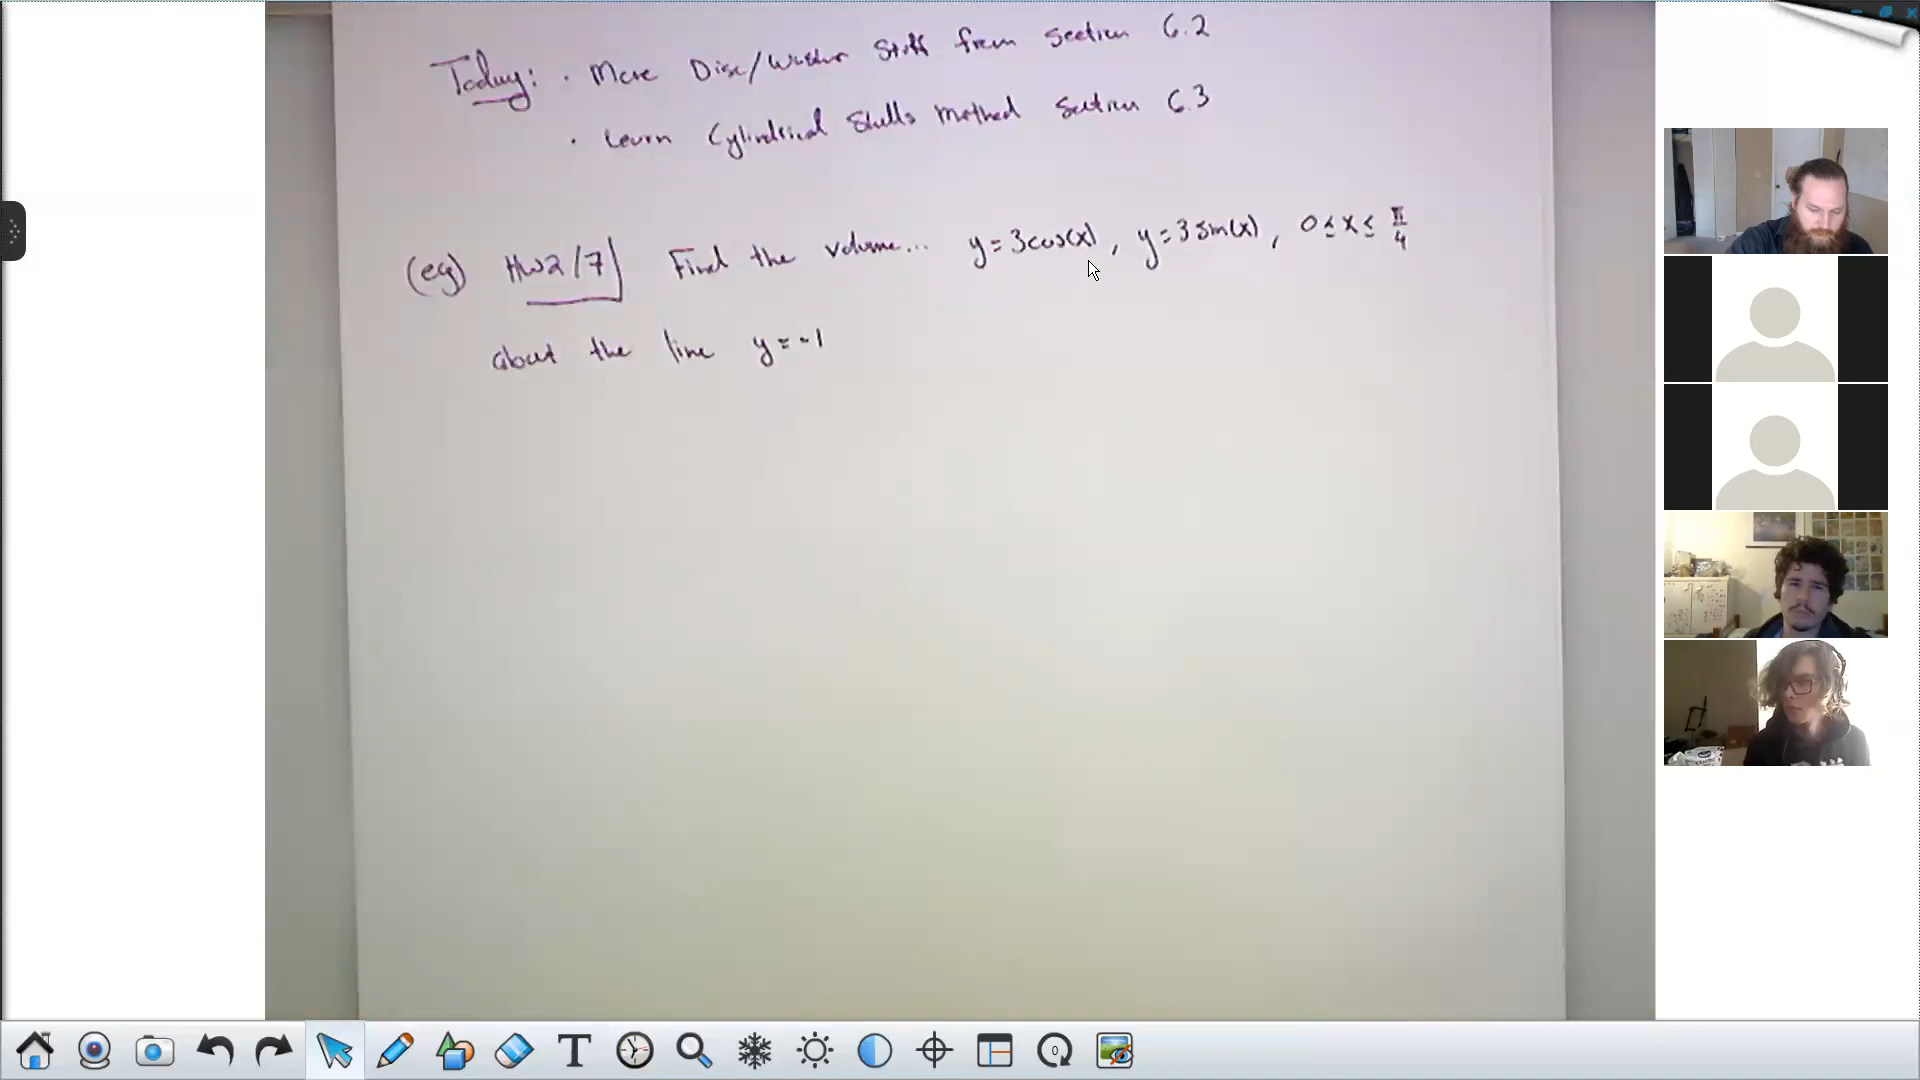 Today: · More Disc/Washer Stuff from Section 6.2
· Learn Cylindrical Shells Method Section 6.3
(eg) HW2/7 Find the volume... y=3cos(x), y=3sin(x), 0≤x≤π/4
about the line y=-1
T
0